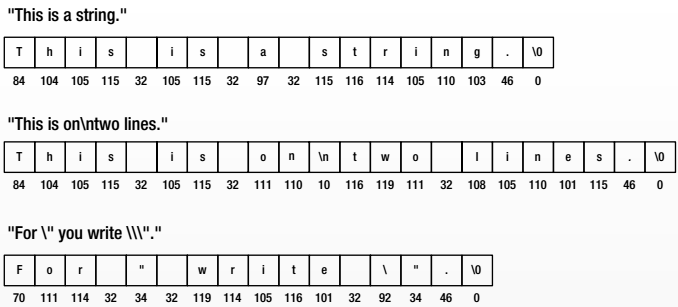 "This is a string."
T h i s i s a s t r i n g . \0
84 104 105 115 32 105 115 32 97 32 115 116 114 105 110 103 46 0
"This is on\ntwo lines."
T h i s i s o n \n t w o l i n e s . \0
84 104 105 115 32 105 115 32 111 110 10 116 119 111 32 108 105 110 101 115 46 0
"For \" you write \\\"."
F o r " w r i t e \ " . \0
70 111 114 32 34 32 119 114 105 116 101 32 92 34 46 0